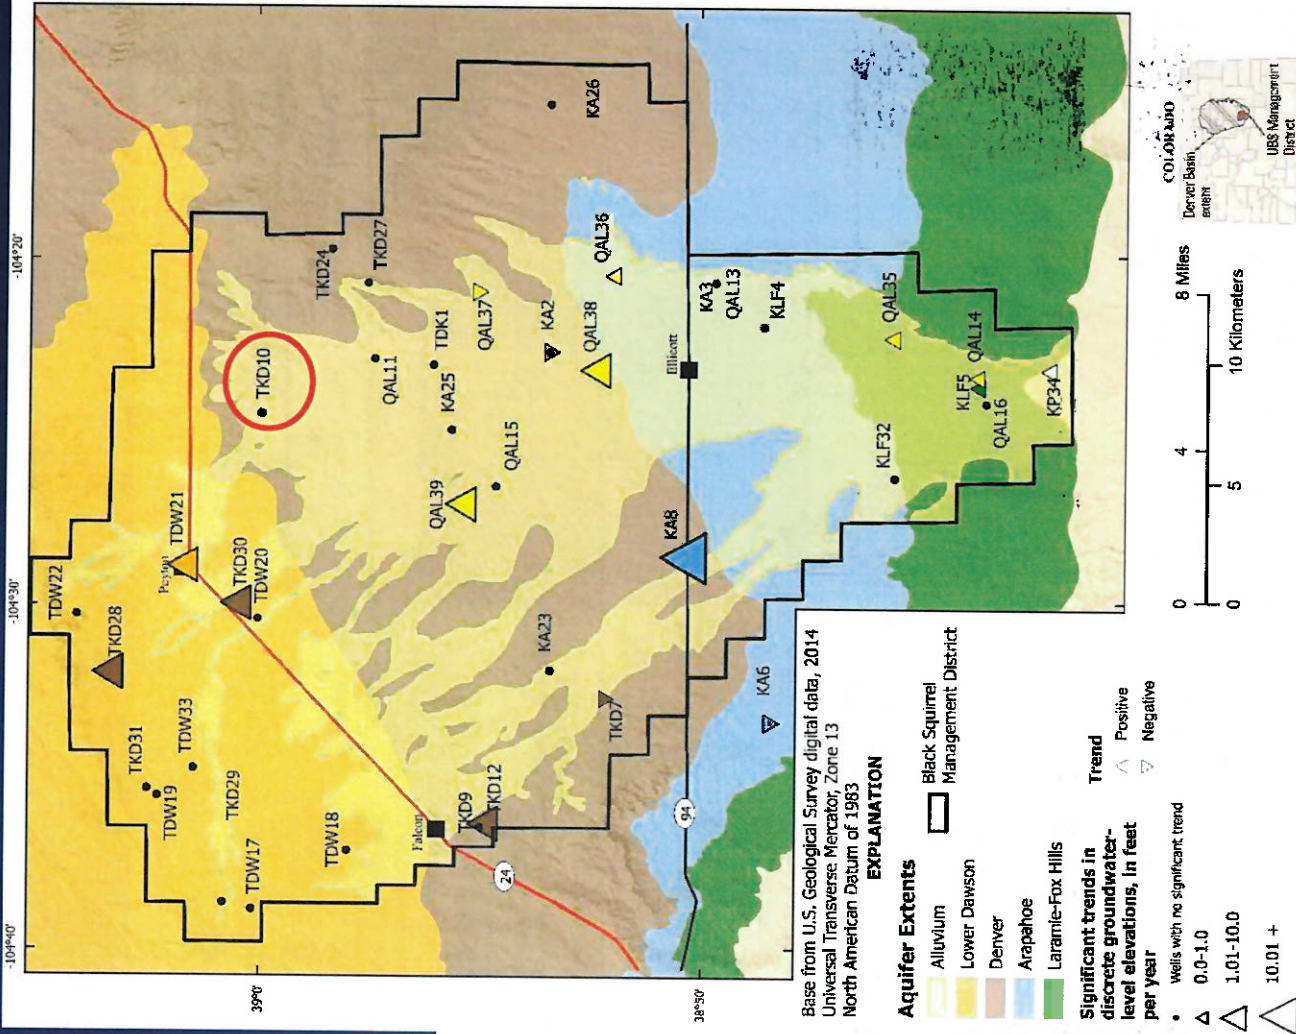 -104°40'
-104°30'
-104°20'
39°0'
38°50'
TDW22
TKD28
TKD31
TDW19
TDW33
TKD29
TDW17
TDW18
Peyton
TDW21
TKD30
TDW20
TKD10
TKD24
TKD27
KA26
QAL11
TDK1
KA25
QAL37
QAL15
QAL39
KA2
QAL38
QAL36
Falcon
TKD9
TKD12
24
KA23
TKD7
KA8
Ellicott
KA3
QAL13
KLF4
94
KA6
KLF32
QAL35
KLF5
QAL14
QAL16
KP34
Base from U.S. Geological Survey digital data, 2014
Universal Transverse Mercator, Zone 13
North American Datum of 1983
EXPLANATION
Aquifer Extents
Alluvium
Lower Dawson
Denver
Arapahoe
Laramie-Fox Hills
Black Squirrel
Management District
Significant trends in
discrete groundwater-
level elevations, in feet
per year
Wells with no significant trend
0.0-1.0
1.01-10.0
10.01 +
Trend
Positive
Negative
0 4 8 Miles
0 5 10 Kilometers
COLORADO
Denver Basin
extent
UBS Management
District